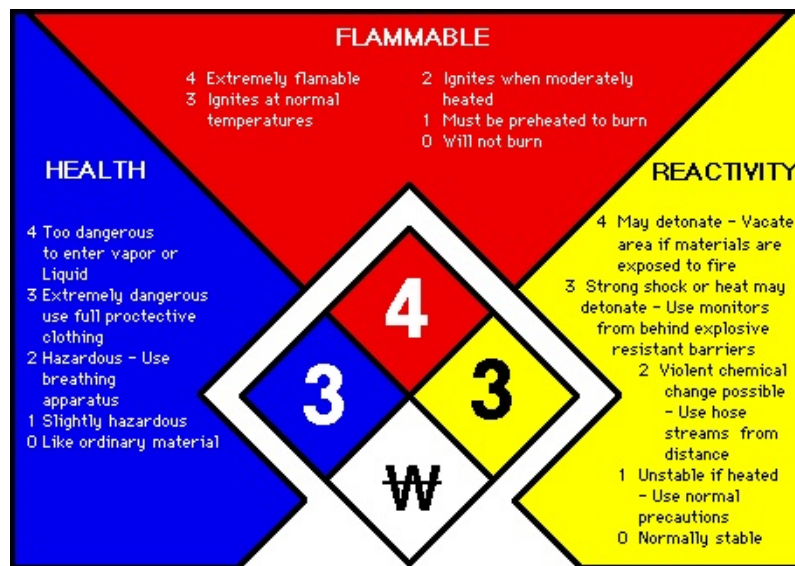 FLAMMABLE
4 Extremely flamable
3 Ignites at normal
temperatures
2 Ignites when moderately
heated
1 Must be preheated to burn
0 Will not burn
HEALTH
4 Too dangerous
to enter vapor or
Liquid
3 Extremely dangerous
use full proctective
clothing
2 Hazardous - Use
breathing
apparatus
1 Slightly hazardous
0 Like ordinary material
REACTIVITY
4 May detonate - Vacate
area if materials are
exposed to fire
3 Strong shock or heat may
detonate - Use monitors
from behind explosive
resistant barriers
2 Violent chemical
change possible
- Use hose
streams from
distance
1 Unstable if heated
- Use normal
precautions
0 Normally stable
4
3
3
W